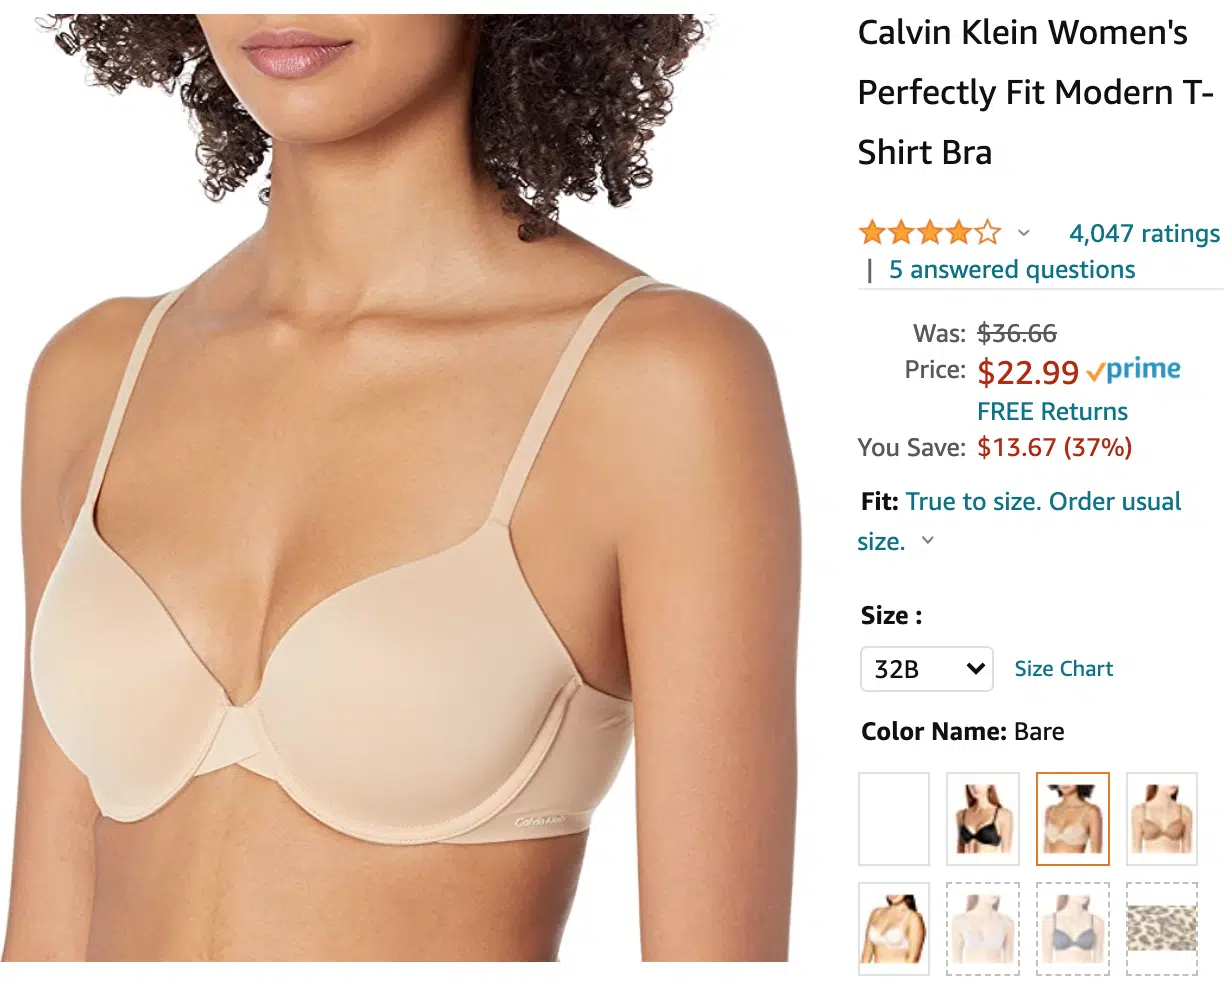 Calvin Klein Women's
Perfectly Fit Modern T-
Shirt Bra
4,047 ratings
| 5 answered questions
Was: $36.66
Price: $22.99 prime
FREE Returns
You Save: $13.67 (37%)
Fit: True to size. Order usual
size.
Size :
32B Size Chart
Calvin Klein
Color Name: Bare